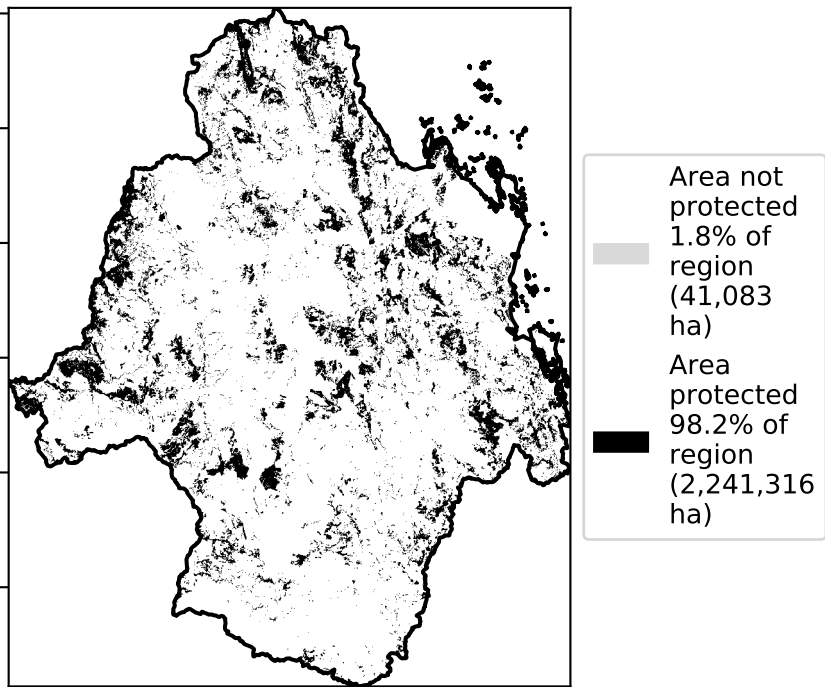 Area not
protected
1.8% of
region
(41,083
ha)
Area
protected
98.2% of
region
(2,241,316
ha)